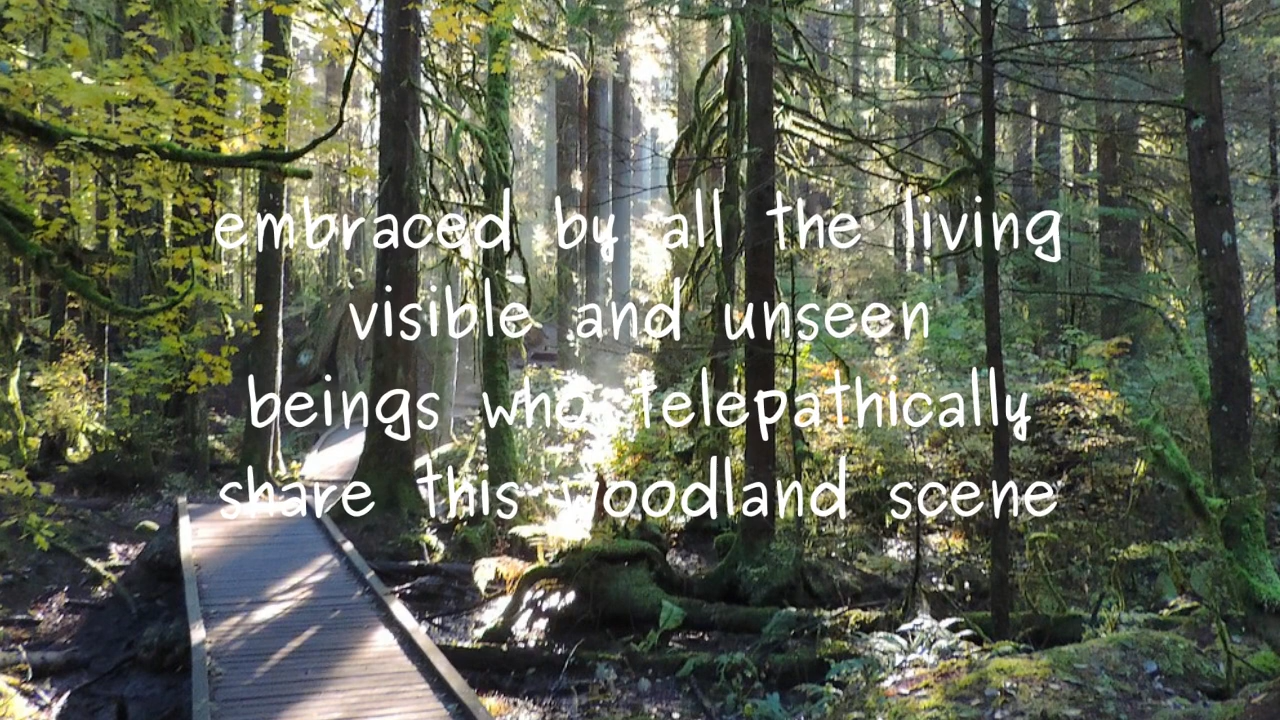 embraced by all the living
visible and unseen
beings who telepathically
share this woodland scene